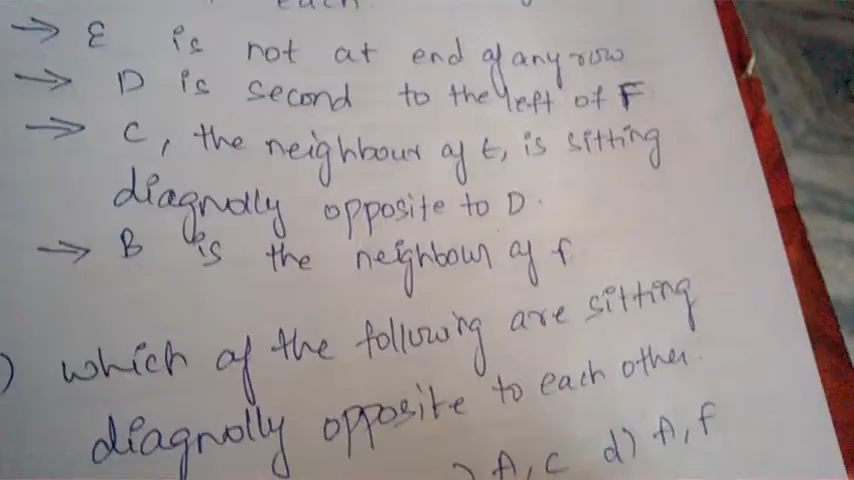 each
→ E is not at end of any row
→ D is second to the left of F
→ C, the neighbour of E, is sitting
diagnolly opposite to D.
→ B is the neighbour of f
) which of the following are sitting
diagnolly opposite to each other.
) A, C d) A, f